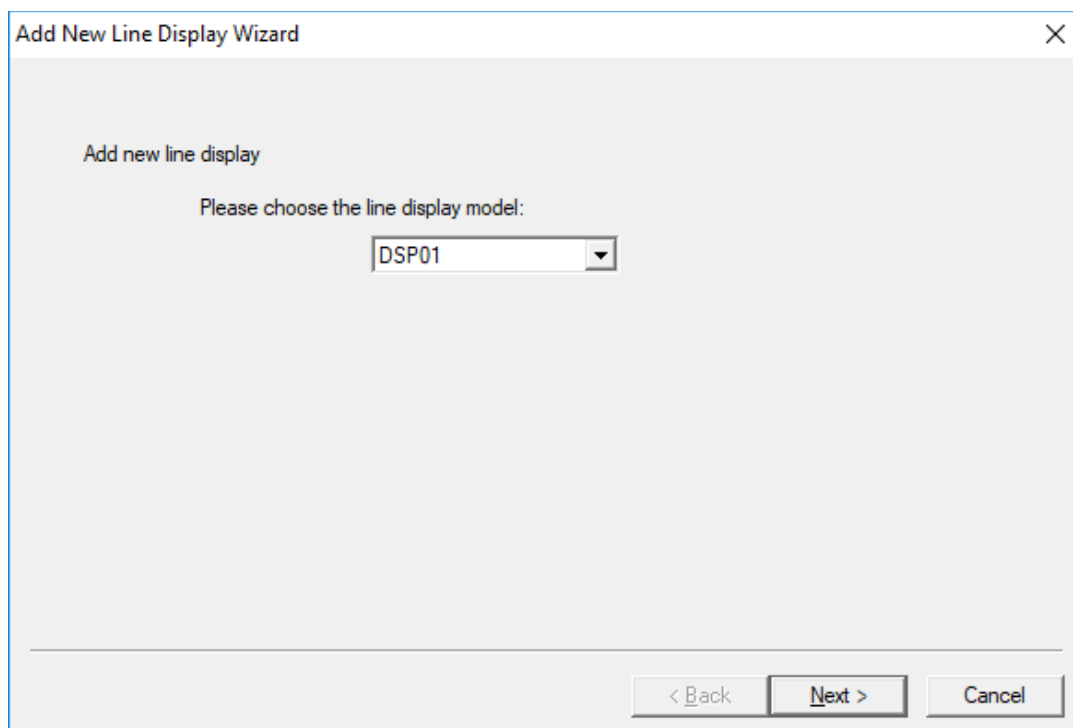 Add New Line Display Wizard
Add new line display
Please choose the line display model:
DSP01
< Back Next > Cancel